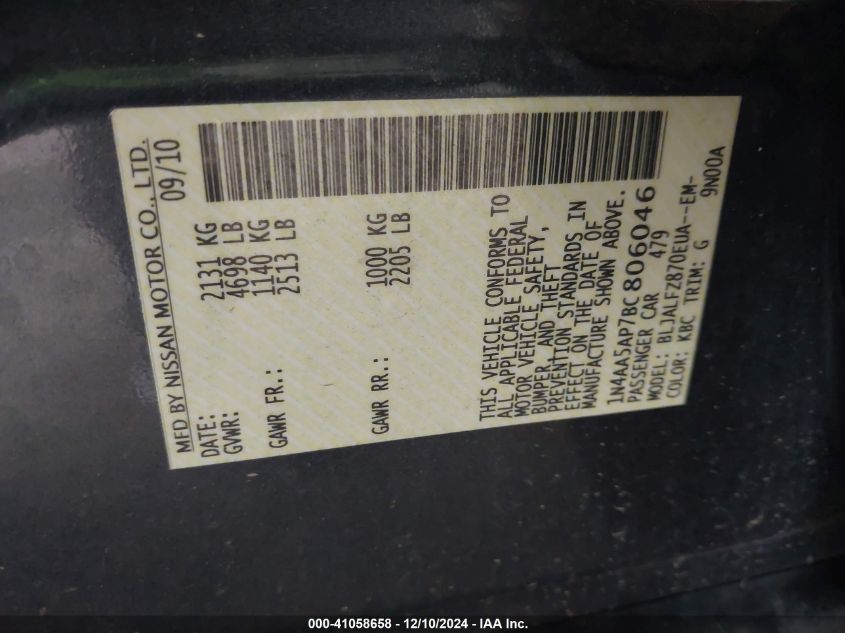 MFD BY NISSAN MOTOR CO., LTD.
DATE: 09/10
GVWR: 2131 KG
4698 LB
GAWR FR.: 1140 KG
2513 LB
GAWR RR.: 1000 KG
2205 LB
THIS VEHICLE CONFORMS TO
ALL APPLICABLE FEDERAL
MOTOR VEHICLE SAFETY,
BUMPER, AND THEFT
PREVENTION STANDARDS IN
EFFECT ON THE DATE OF
MANUFACTURE SHOWN ABOVE.
1N4AA5AP7BC806046
PASSENGER CAR 479
MODEL: BLJALFZ870EUA--EM-
COLOR: KBC TRIM: G 9N00A
000-41058658 - 12/10/2024 - IAA Inc.